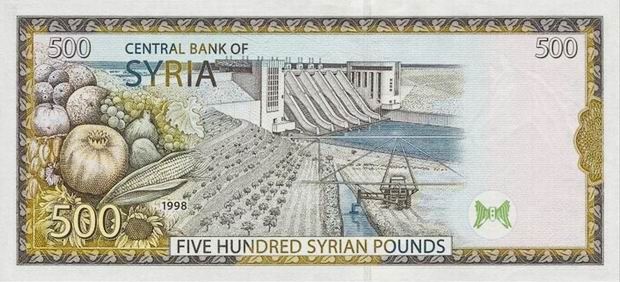 500
CENTRAL BANK OF
SYRIA
500
500
1998
FIVE HUNDRED SYRIAN POUNDS